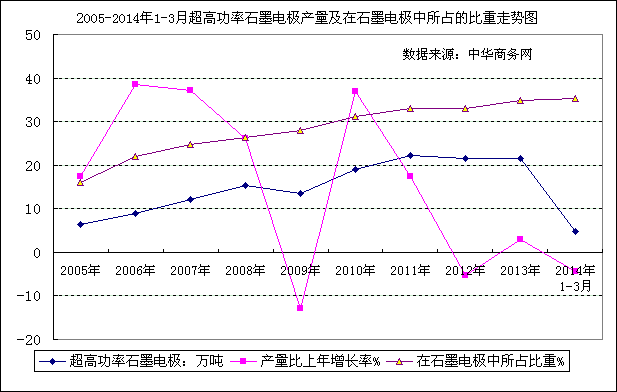 2005-2014年1-3月超高功率石墨电极产量及在石墨电极中所占的比重走势图
数据来源：中华商务网
50
40
30
20
10
0
-10
-20
2005年 2006年 2007年 2008年 2009年 2010年 2011年 2012年 2013年 2014年
1-3月
超高功率石墨电极：万吨 产量比上年增长率% 在石墨电极中所占比重%